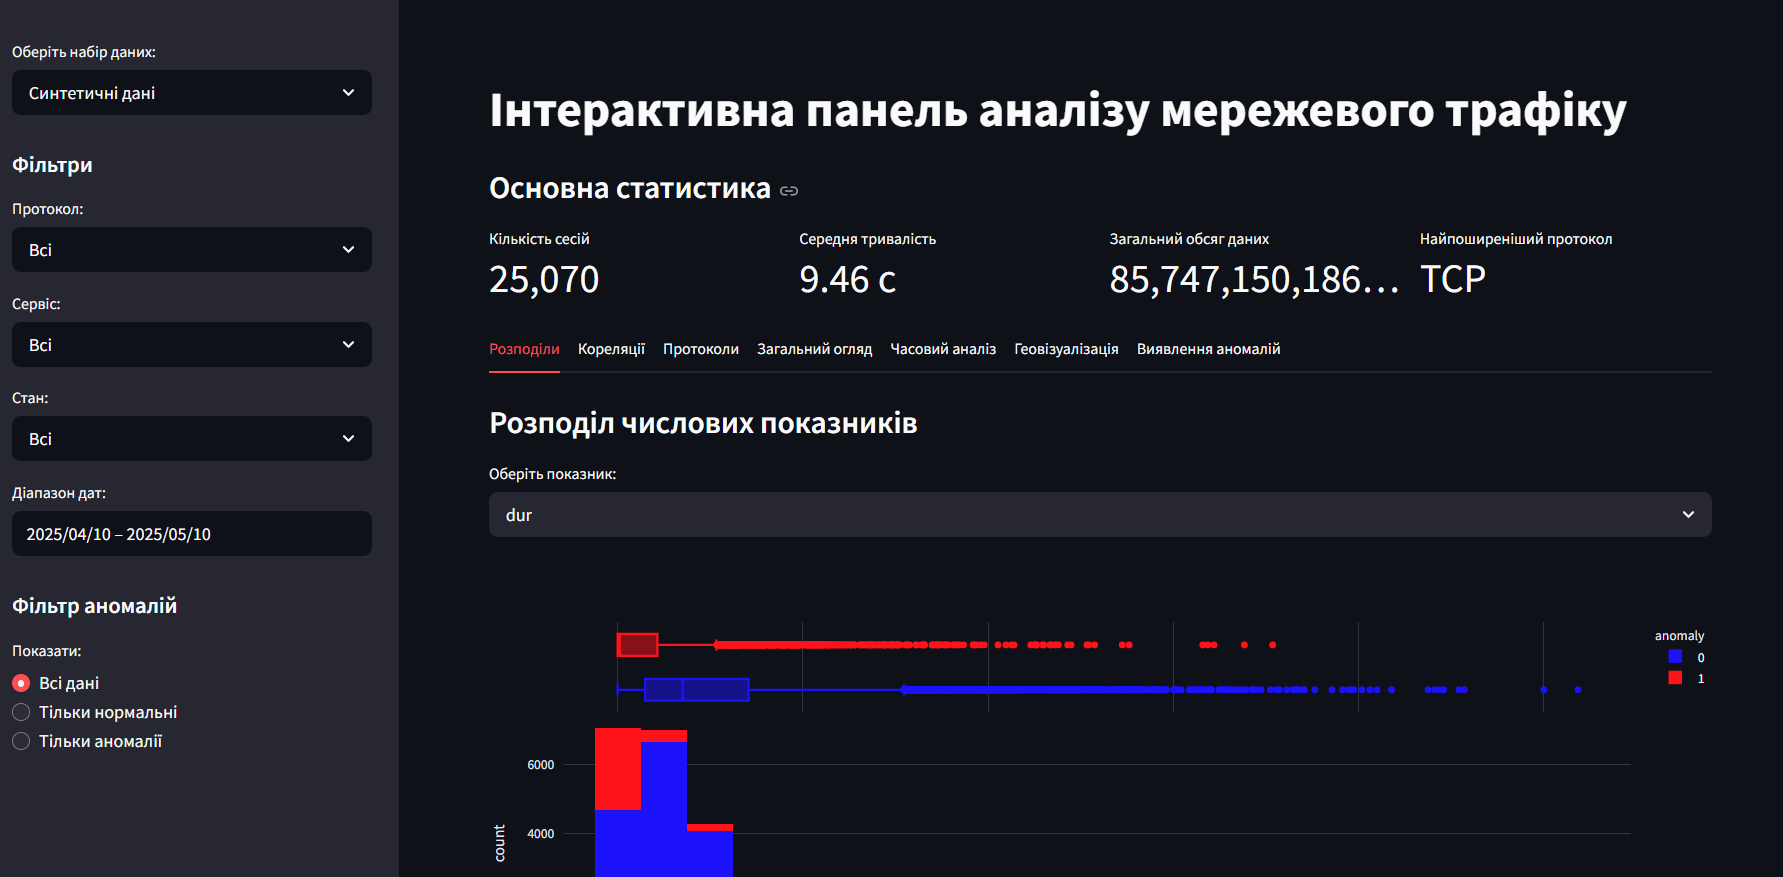 Оберіть набір даних:
Синтетичні дані
Фільтри
Протокол:
Всі
Сервіс:
Всі
Стан:
Всі
Діапазон дат:
2025/04/10 – 2025/05/10
Фільтр аномалій
Показати:
Всі дані
Тільки нормальні
Тільки аномалії
Інтерактивна панель аналізу мережевого трафіку
Основна статистика
Кількість сесій
25,070
Середня тривалість
9.46 с
Загальний обсяг даних
85,747,150,186…
Найпоширеніший протокол
TCP
Розподіли Кореляції Протоколи Загальний огляд Часовий аналіз Геовізуалізація Виявлення аномалій
Розподіл числових показників
Оберіть показник:
dur
anomaly
0
1
6000
4000
count